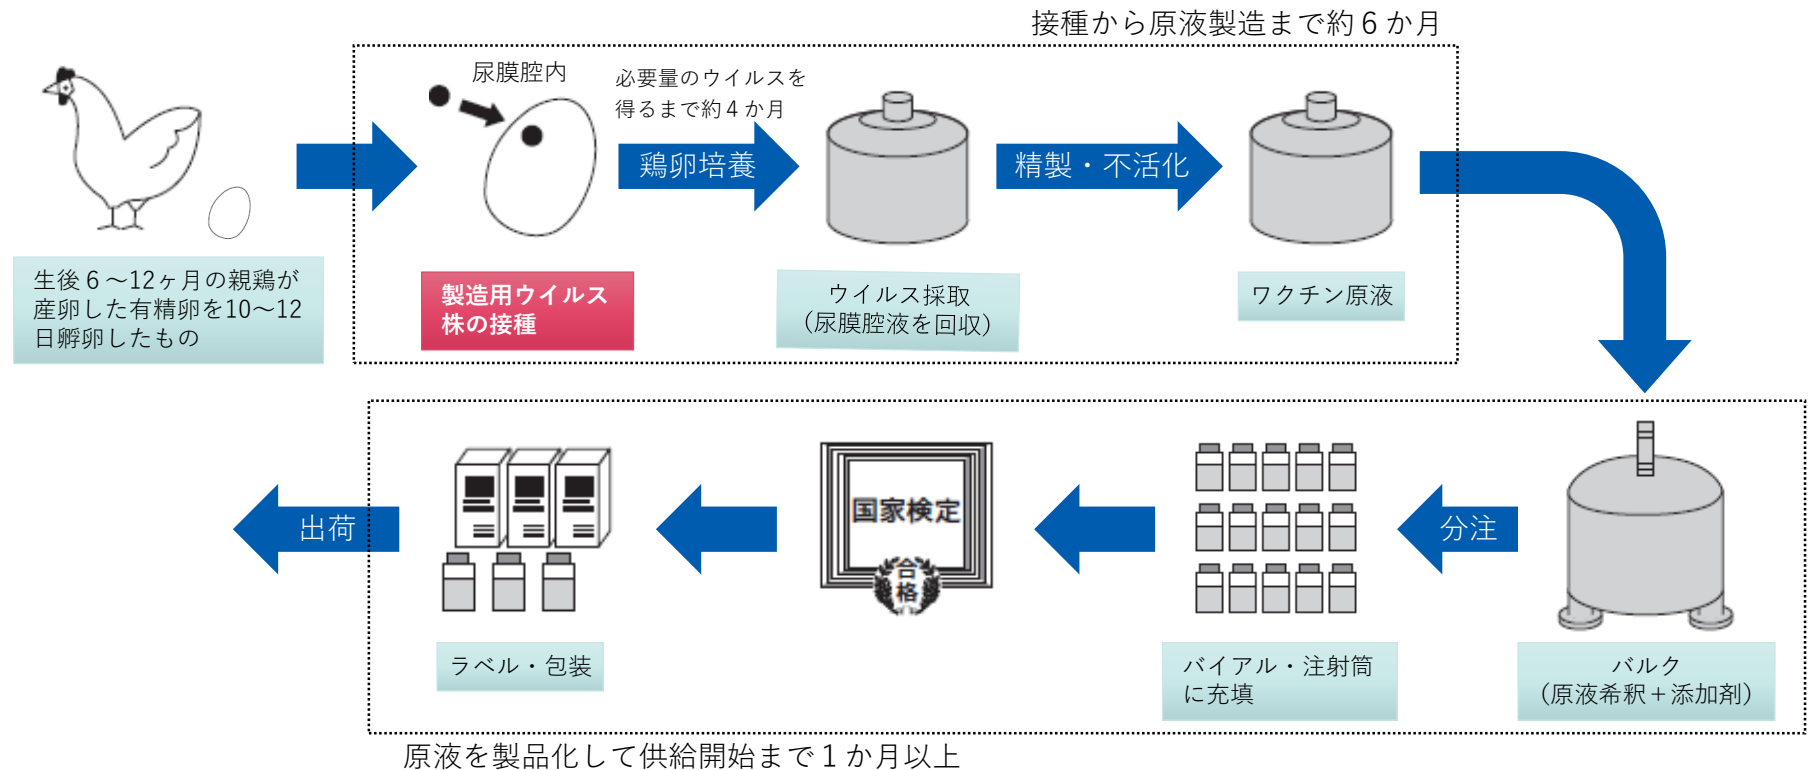 接種から原液製造まで約６か月
尿膜腔内
必要量のウイルスを
得るまで約４か月
鶏卵培養
精製・不活化
生後６～12ヶ月の親鶏が
産卵した有精卵を10～12
日孵卵したもの
製造用ウイルス
株の接種
ウイルス採取
（尿膜腔液を回収）
ワクチン原液
出荷
国家検定
合
格
分注
ラベル・包装
バイアル・注射筒
に充填
バルク
（原液希釈＋添加剤）
原液を製品化して供給開始まで１か月以上